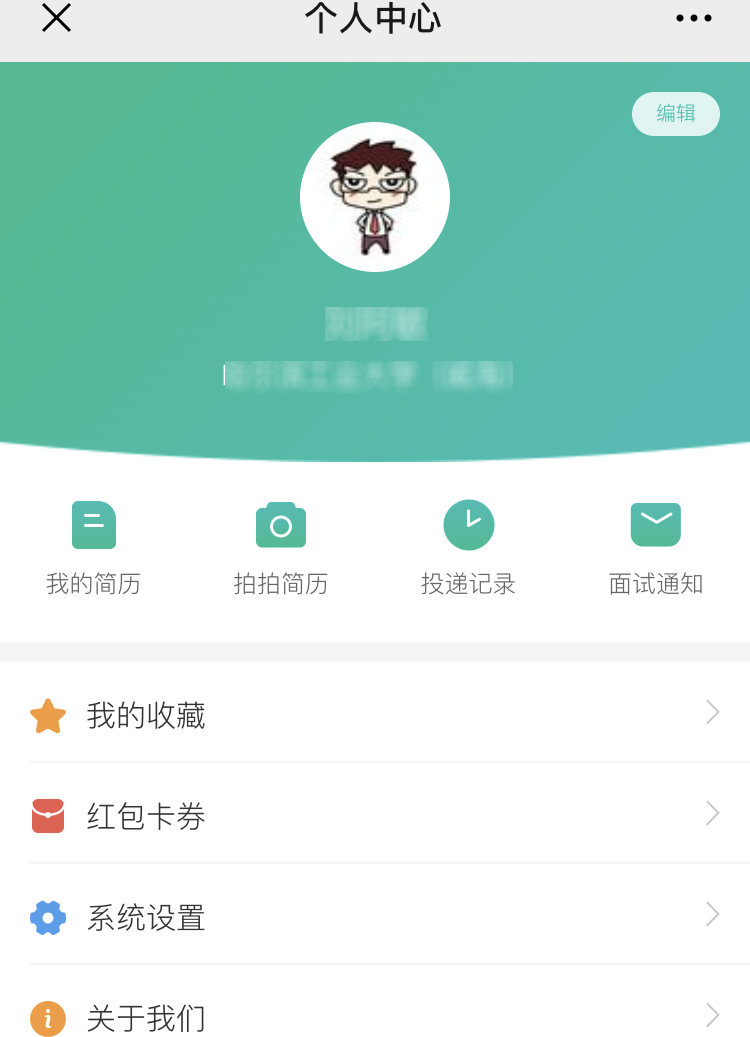 个人中心
编辑
我的简历 拍拍简历 投递记录 面试通知
我的收藏
红包卡券
系统设置
关于我们